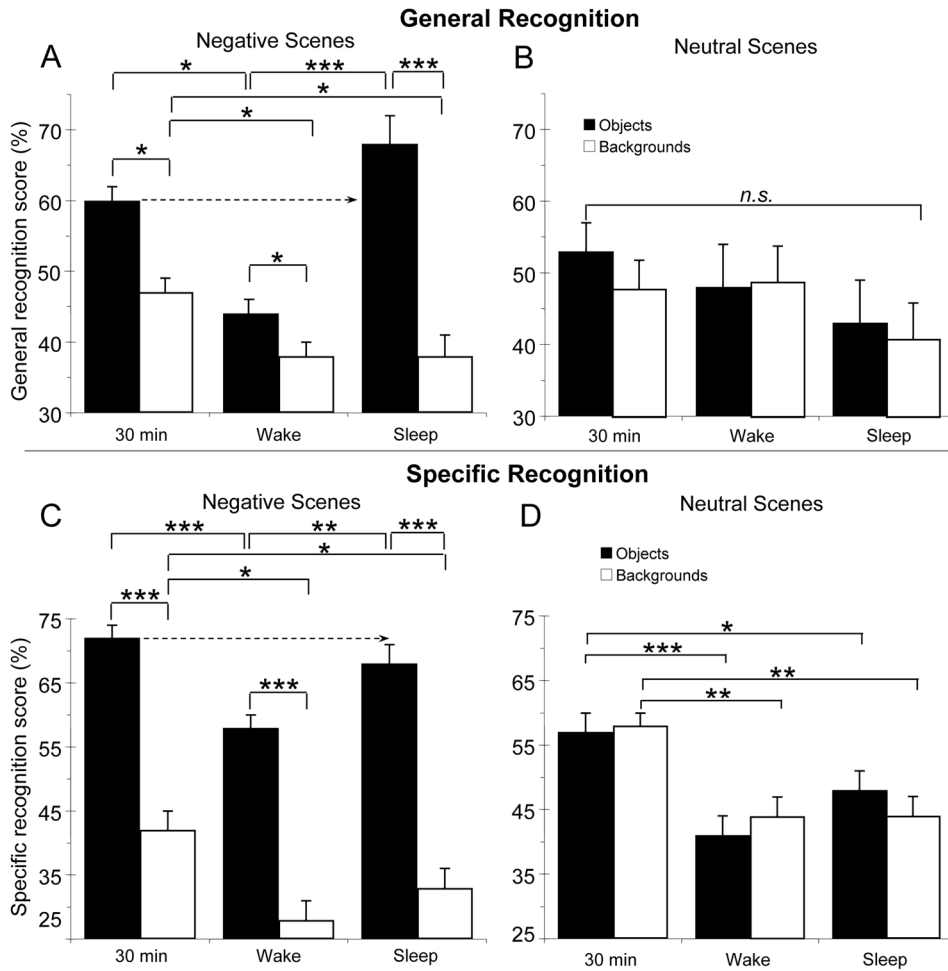 General Recognition
A
Negative Scenes
* *** ***
*
*
*
*
General recognition score (%)
70
60
50
40
30
30 min Wake Sleep
B
Neutral Scenes
Objects
Backgrounds
n.s.
70
60
50
40
30
30 min Wake Sleep
Specific Recognition
C
Negative Scenes
*** ** ***
*
*
***
***
Specific recognition score (%)
75
65
55
45
35
25
30 min Wake Sleep
D
Neutral Scenes
Objects
Backgrounds
*
***
**
**
75
65
55
45
35
25
30 min Wake Sleep